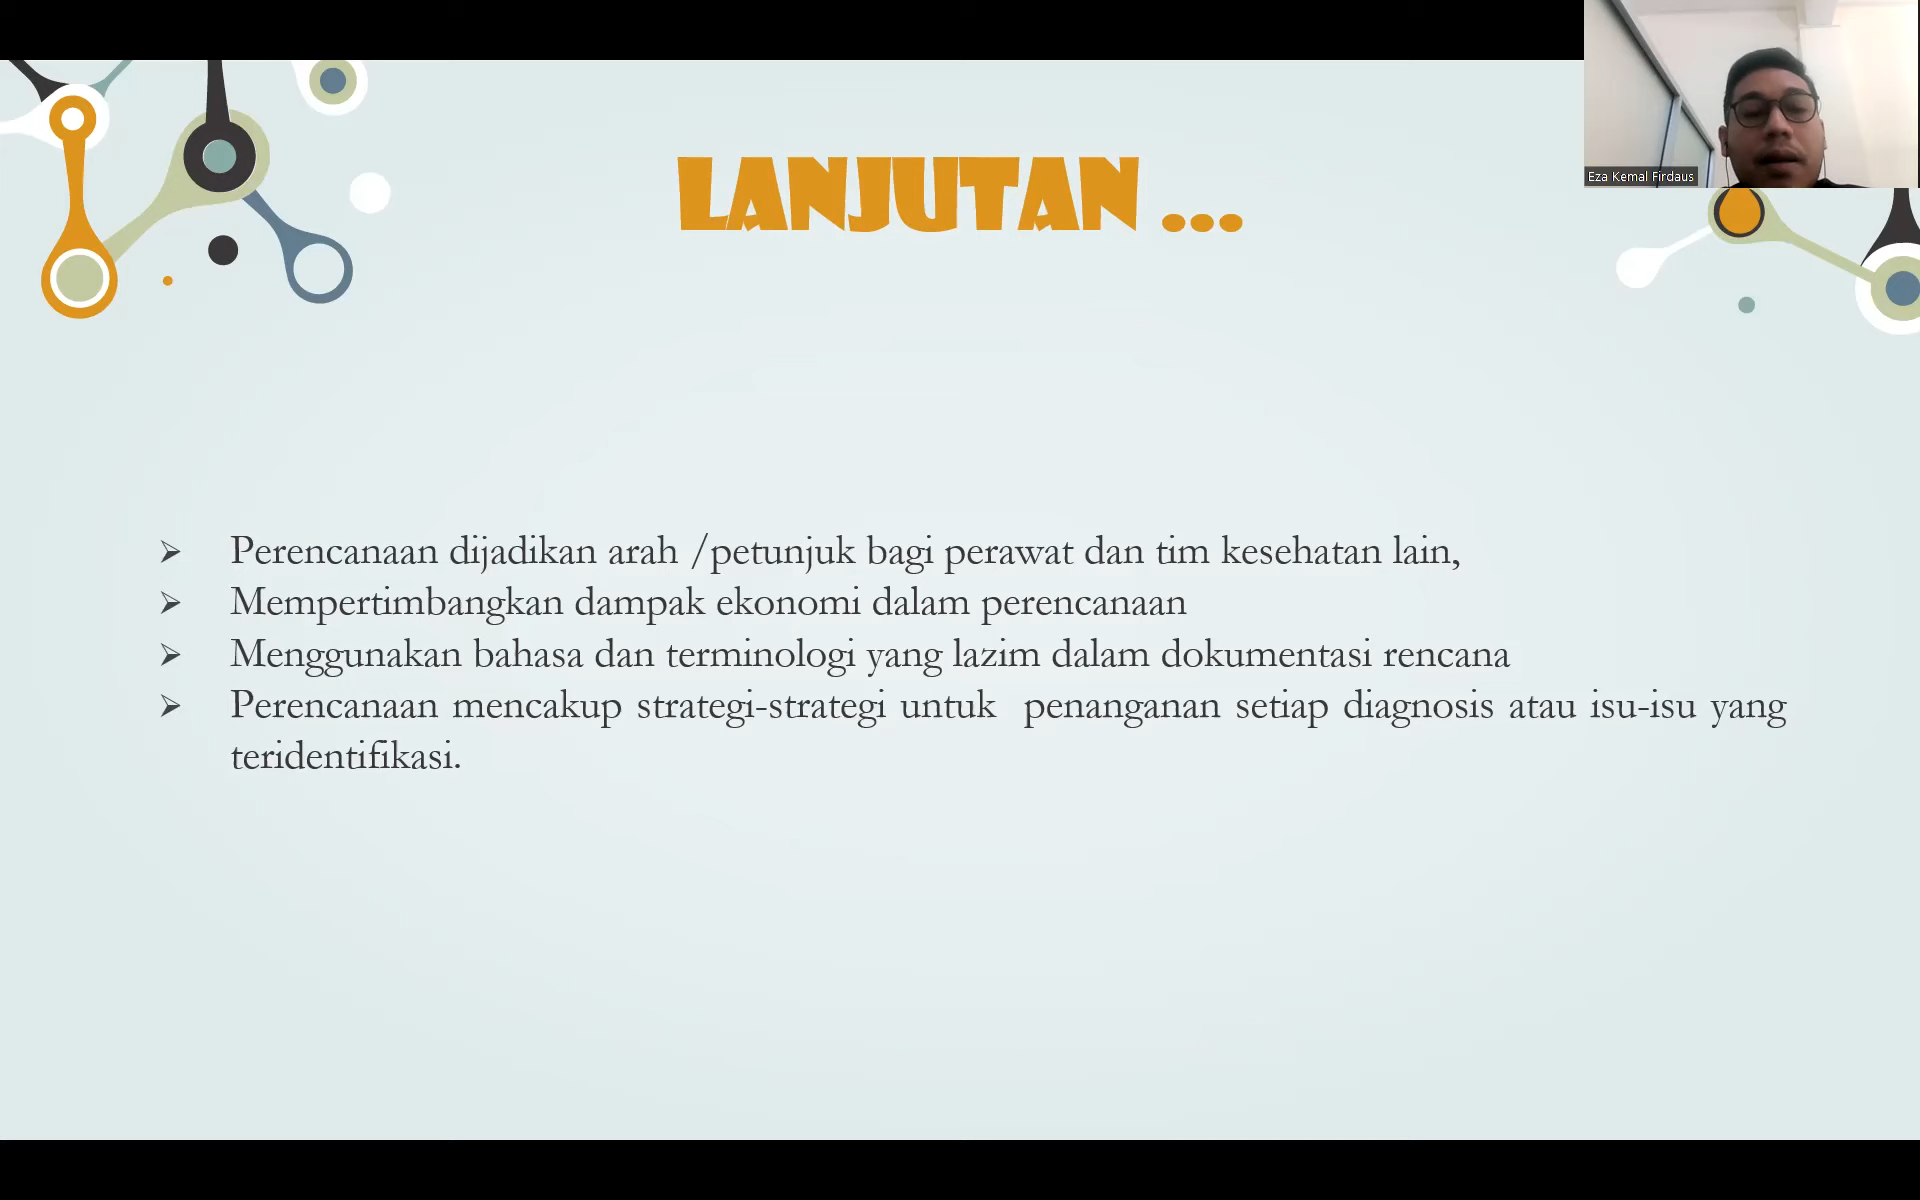 Eza Kemal Firdaus
LANJUTAN ...
➢ Perencanaan dijadikan arah /petunjuk bagi perawat dan tim kesehatan lain,
➢ Mempertimbangkan dampak ekonomi dalam perencanaan
➢ Menggunakan bahasa dan terminologi yang lazim dalam dokumentasi rencana
➢ Perencanaan mencakup strategi-strategi untuk penanganan setiap diagnosis atau isu-isu yang
teridentifikasi.